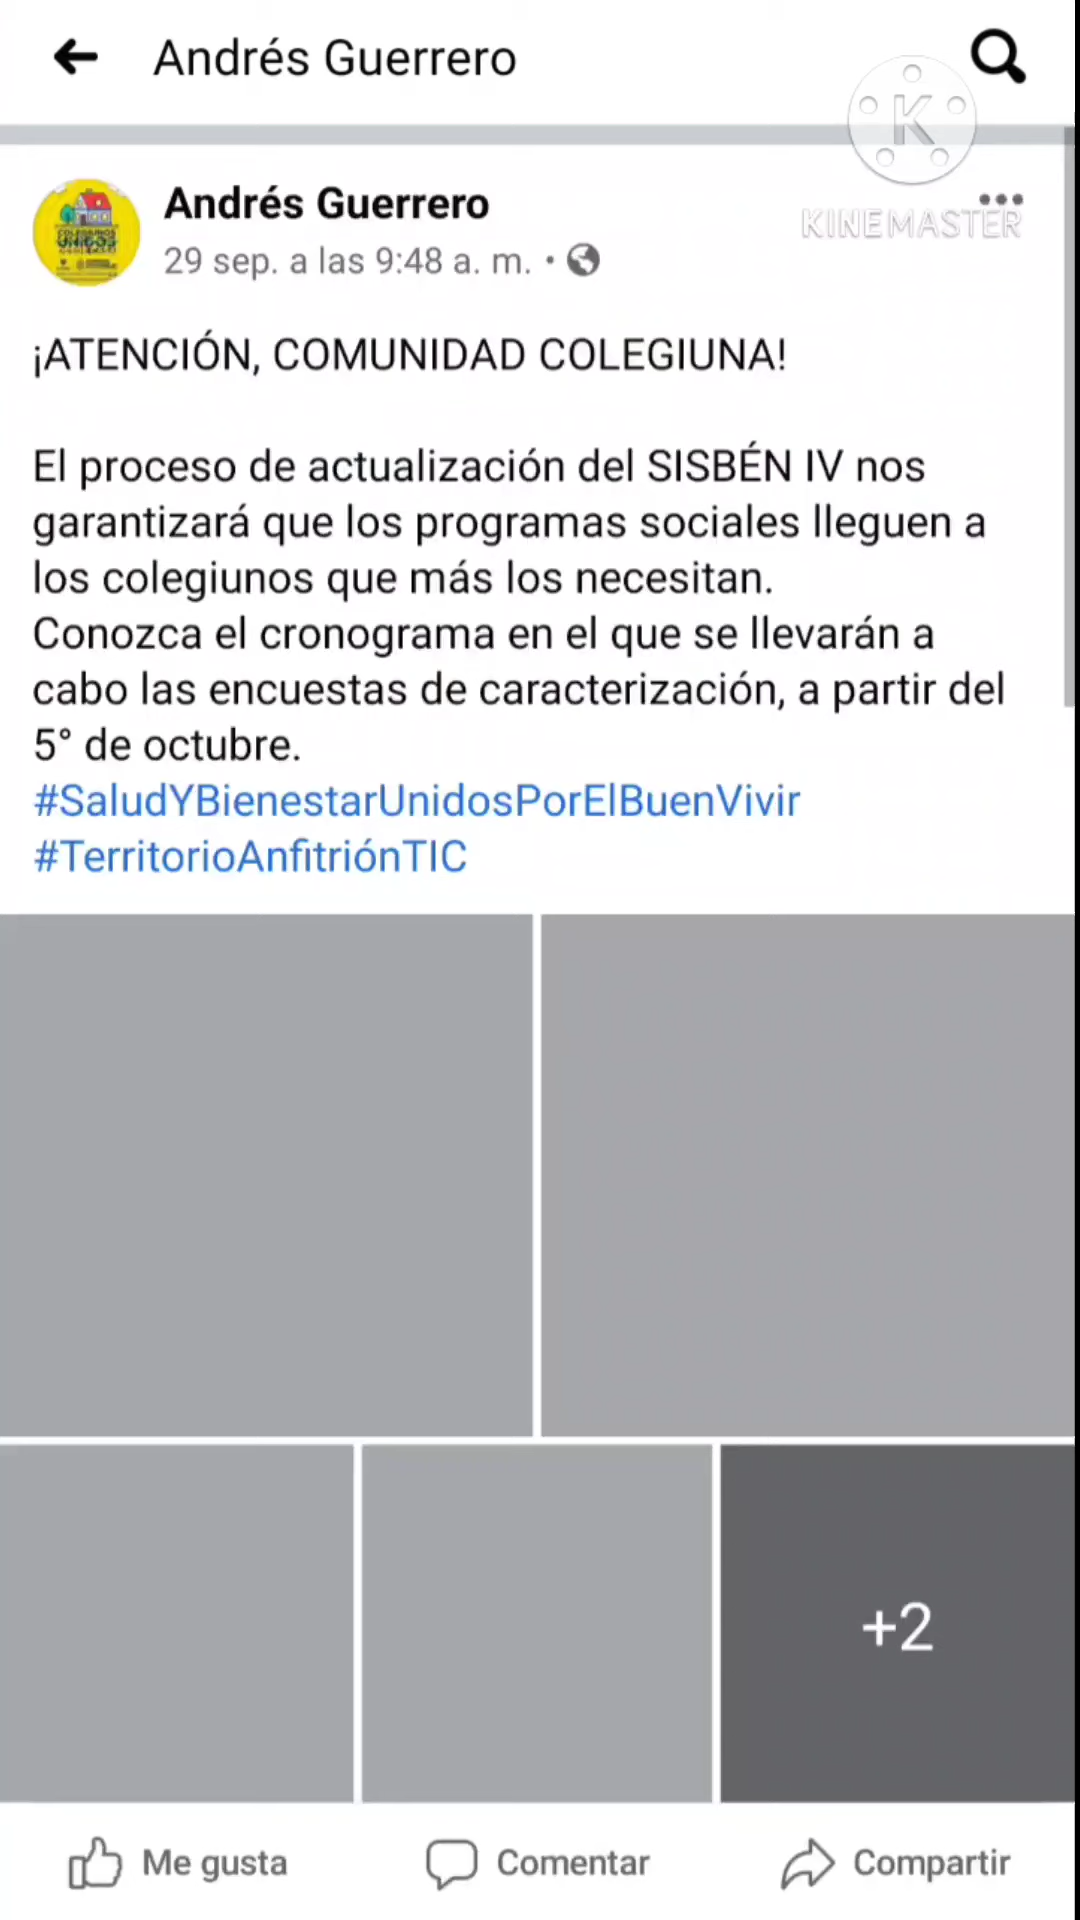 Andrés Guerrero
K
KINEMASTER
Andrés Guerrero
29 sep. a las 9:48 a. m. •
COLEGIUNOS
UNIDOS
¡ATENCIÓN, COMUNIDAD COLEGIUNA!
El proceso de actualización del SISBÉN IV nos
garantizará que los programas sociales lleguen a
los colegiunos que más los necesitan.
Conozca el cronograma en el que se llevarán a
cabo las encuestas de caracterización, a partir del
5° de octubre.
#SaludYBienestarUnidosPorElBuenVivir
#TerritorioAnfitriónTIC
+2
Me gusta
Comentar
Compartir